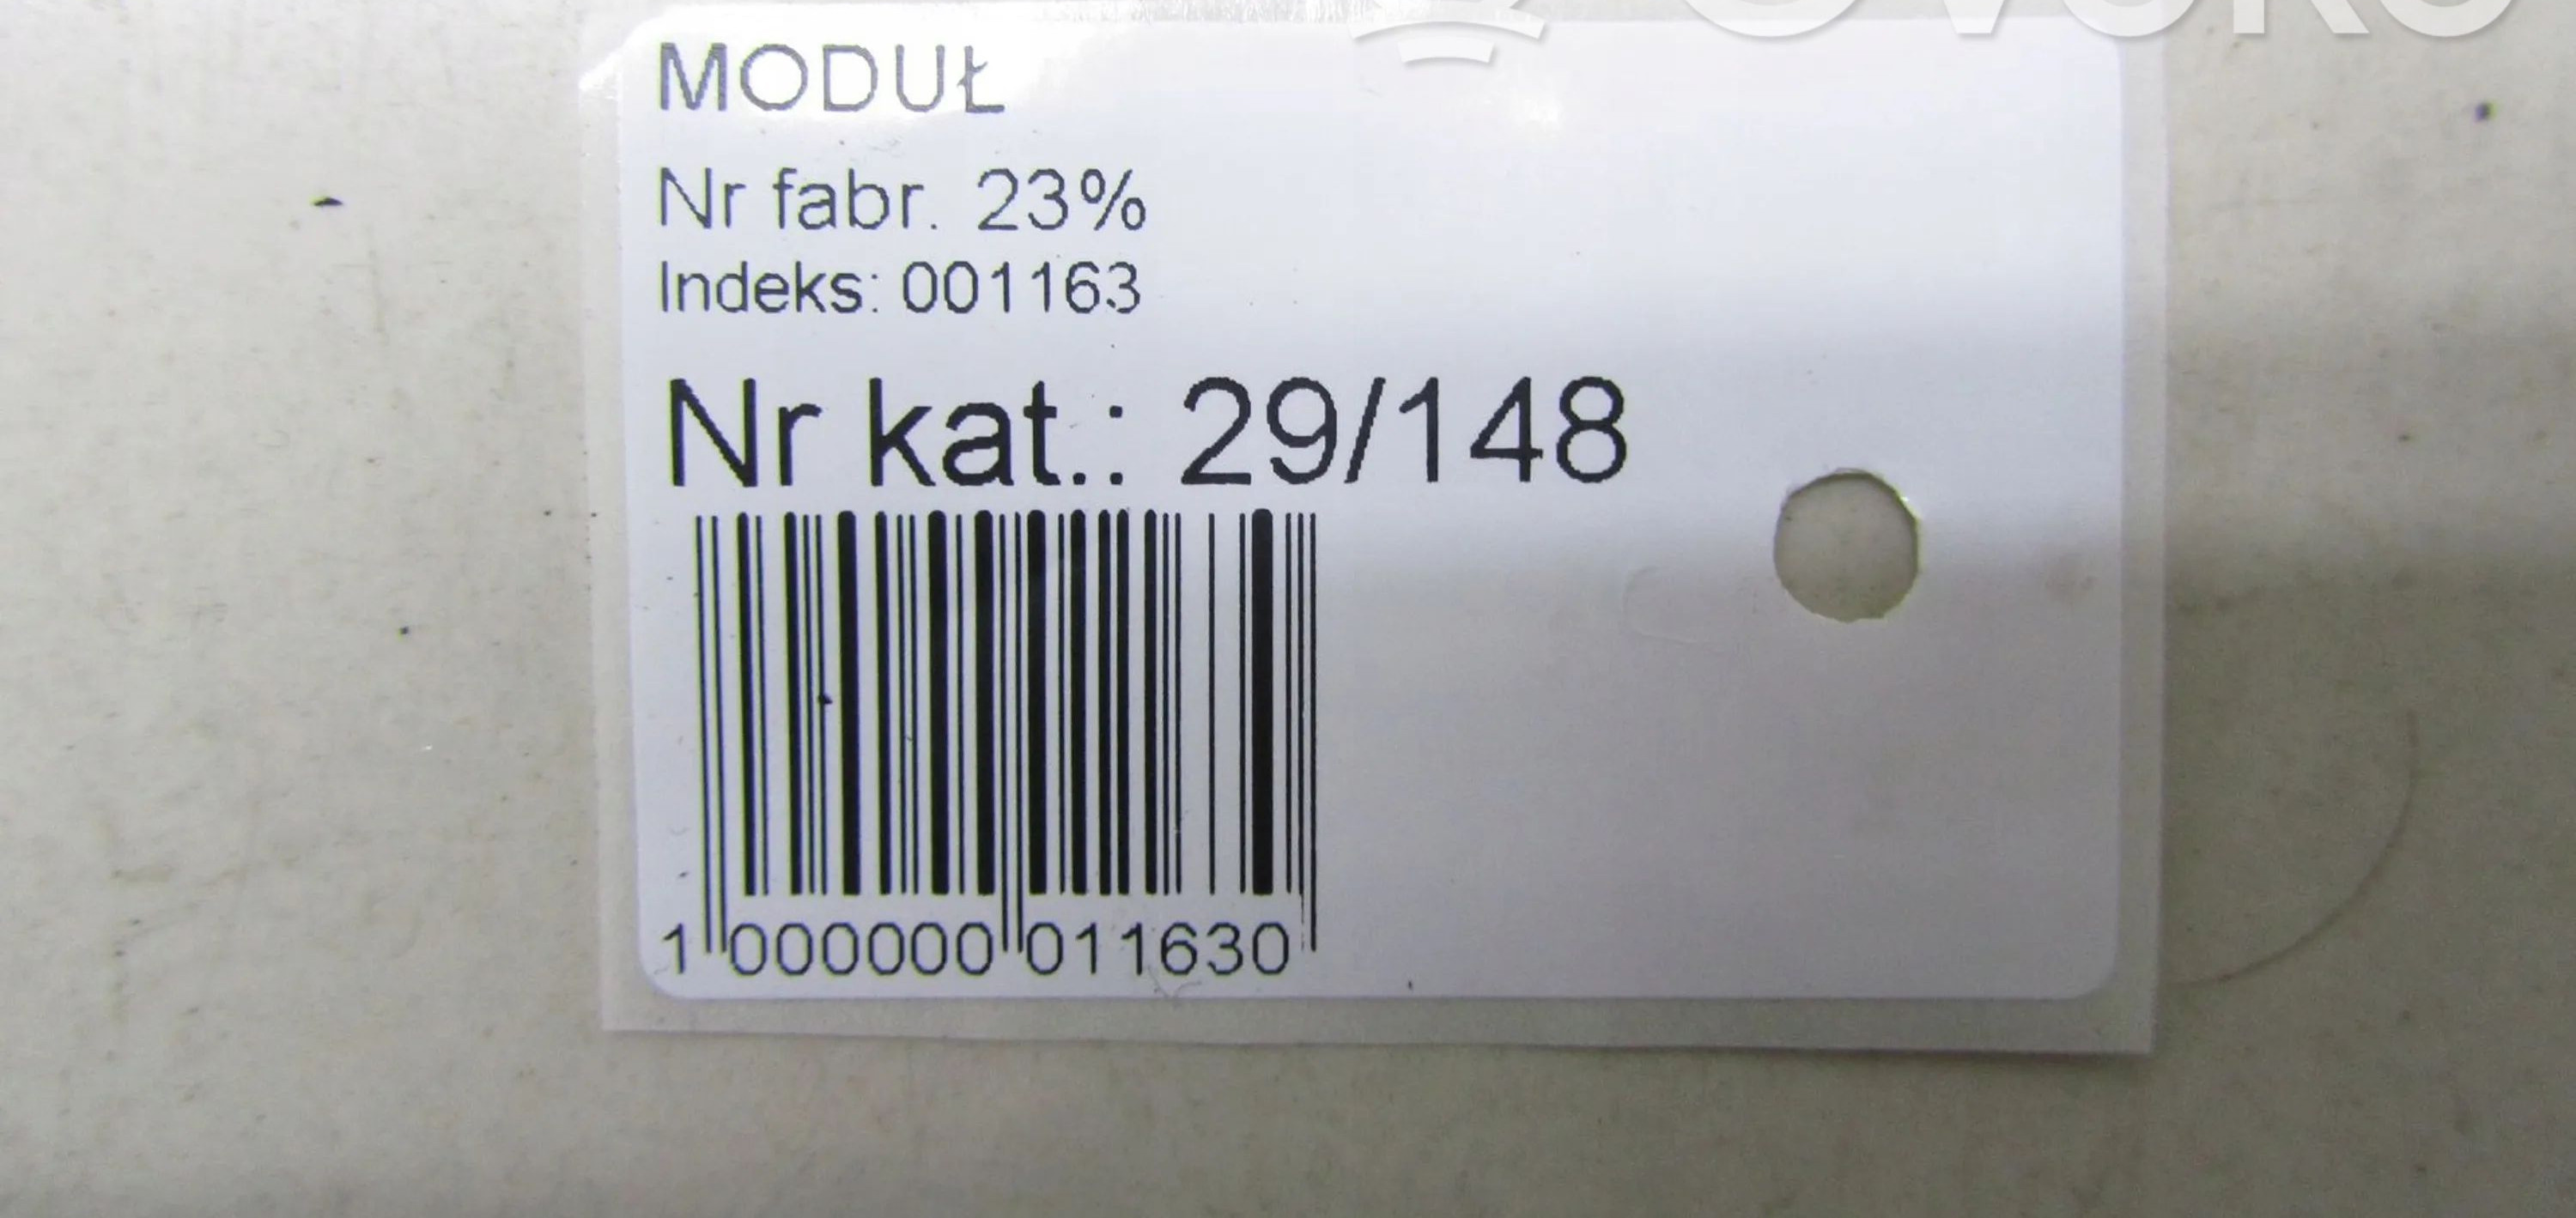 MODUŁ
Nr fabr. 23%
Indeks: 001163
Nr kat.: 29/148
1 000000 011630